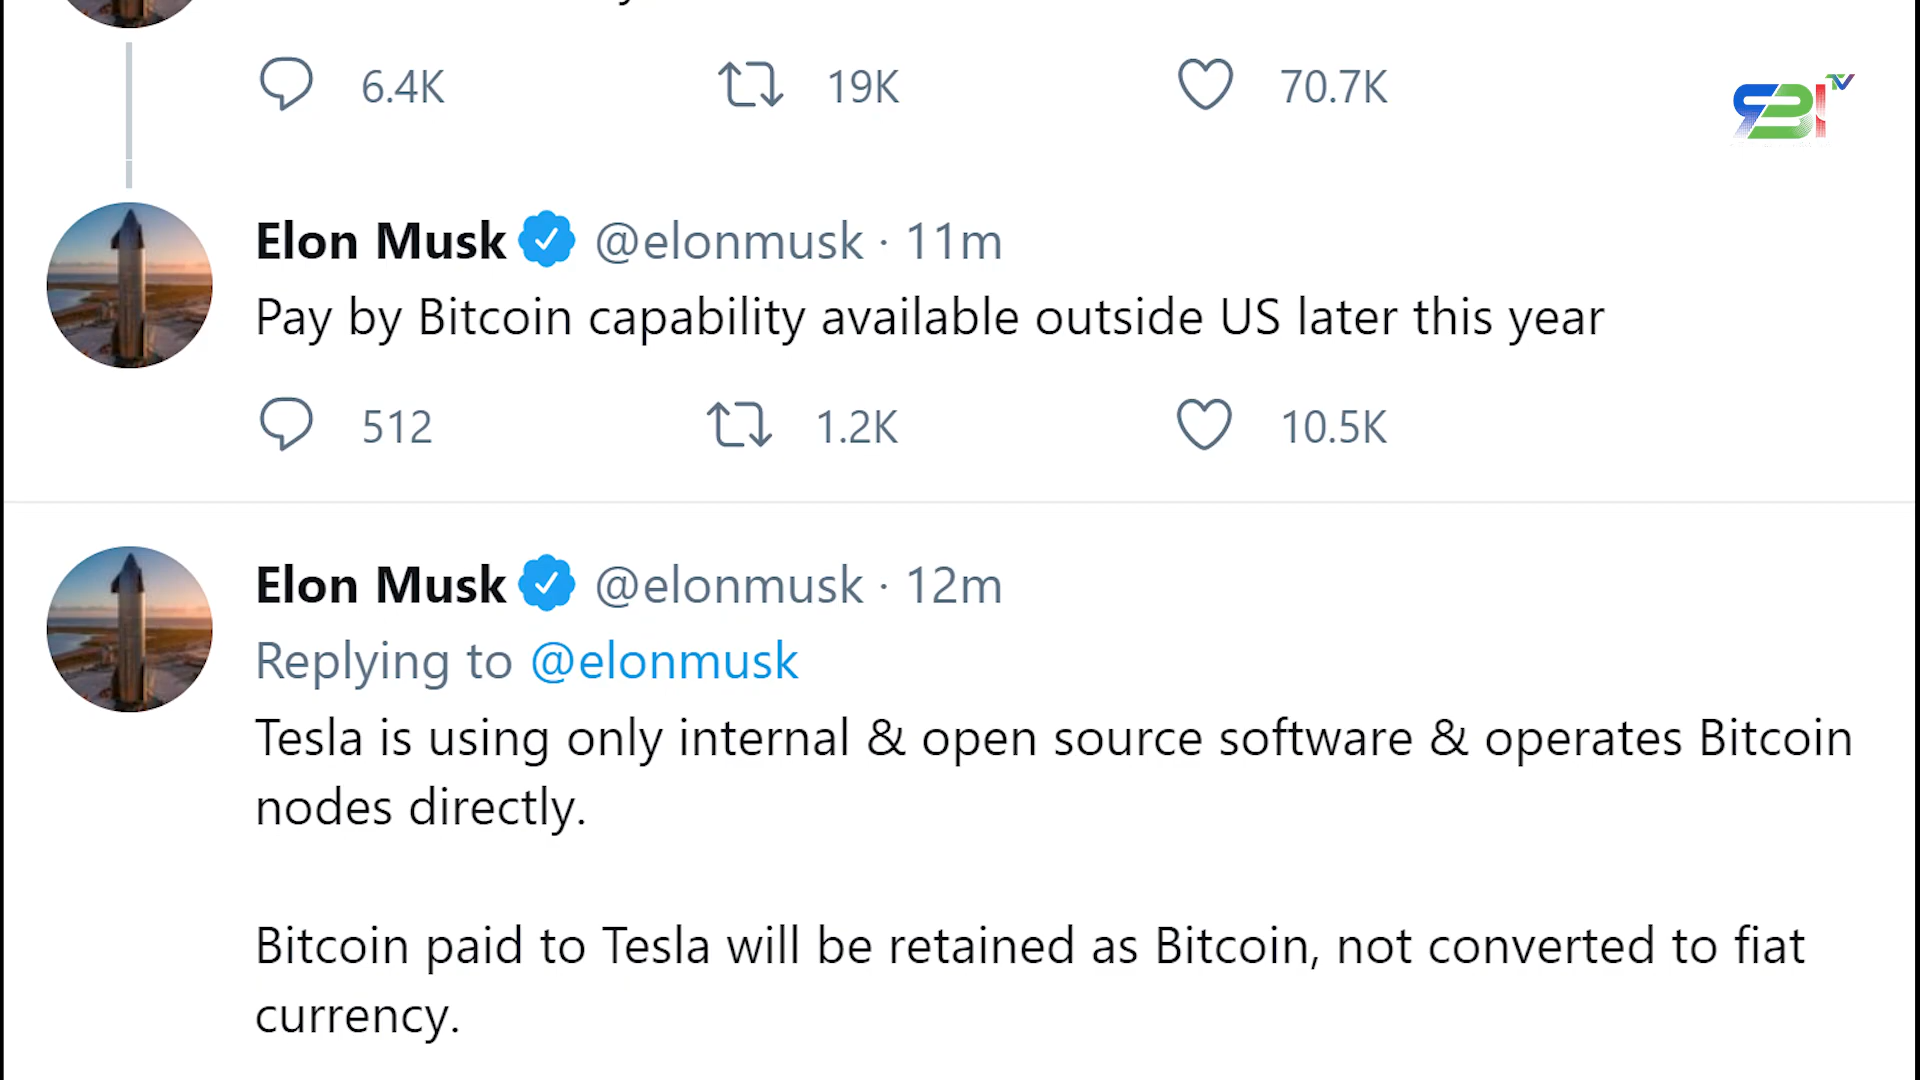 6.4K 19K 70.7K
TV
Elon Musk @elonmusk · 11m
Pay by Bitcoin capability available outside US later this year
512 1.2K 10.5K
Elon Musk @elonmusk · 12m
Replying to @elonmusk
Tesla is using only internal & open source software & operates Bitcoin
nodes directly.
Bitcoin paid to Tesla will be retained as Bitcoin, not converted to fiat
currency.